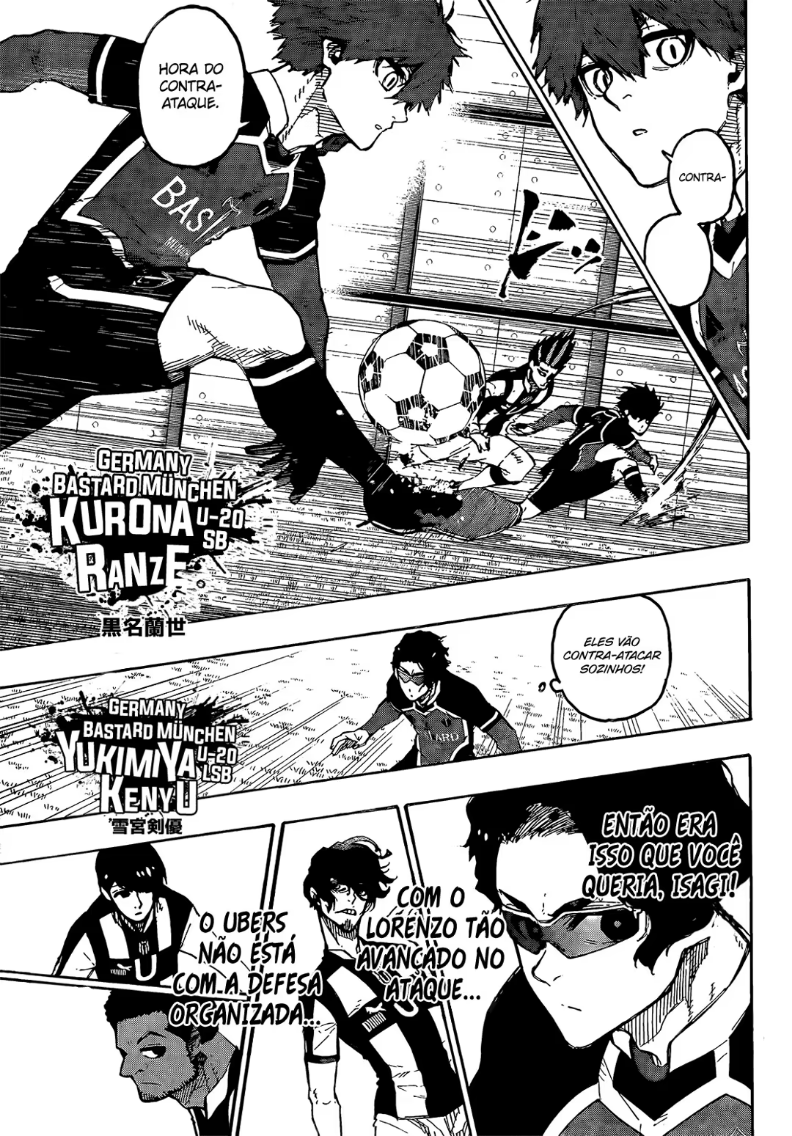 CONTRA-
HORA DO
CONTRA-
ATAQUE.
BAS
GERMANY
BASTARD MÜNCHEN
KURONA U-20
SB
RANZE
黒名蘭世
ELES VÃO
CONTRA-ATACAR
SOZINHOS!
GERMANY
BASTARD MÜNCHEN
YUKIMIYA U-20
LSB
KENYU
雪宮剣優
ENTÃO ERA
ISSO QUE VOCÊ
QUERIA, ISAGI!
COM O
LORENZO TÃO
AVANÇADO NO
ATAQUE...
O UBERS
NÃO ESTÁ
COM A DEFESA
ORGANIZADA...
U